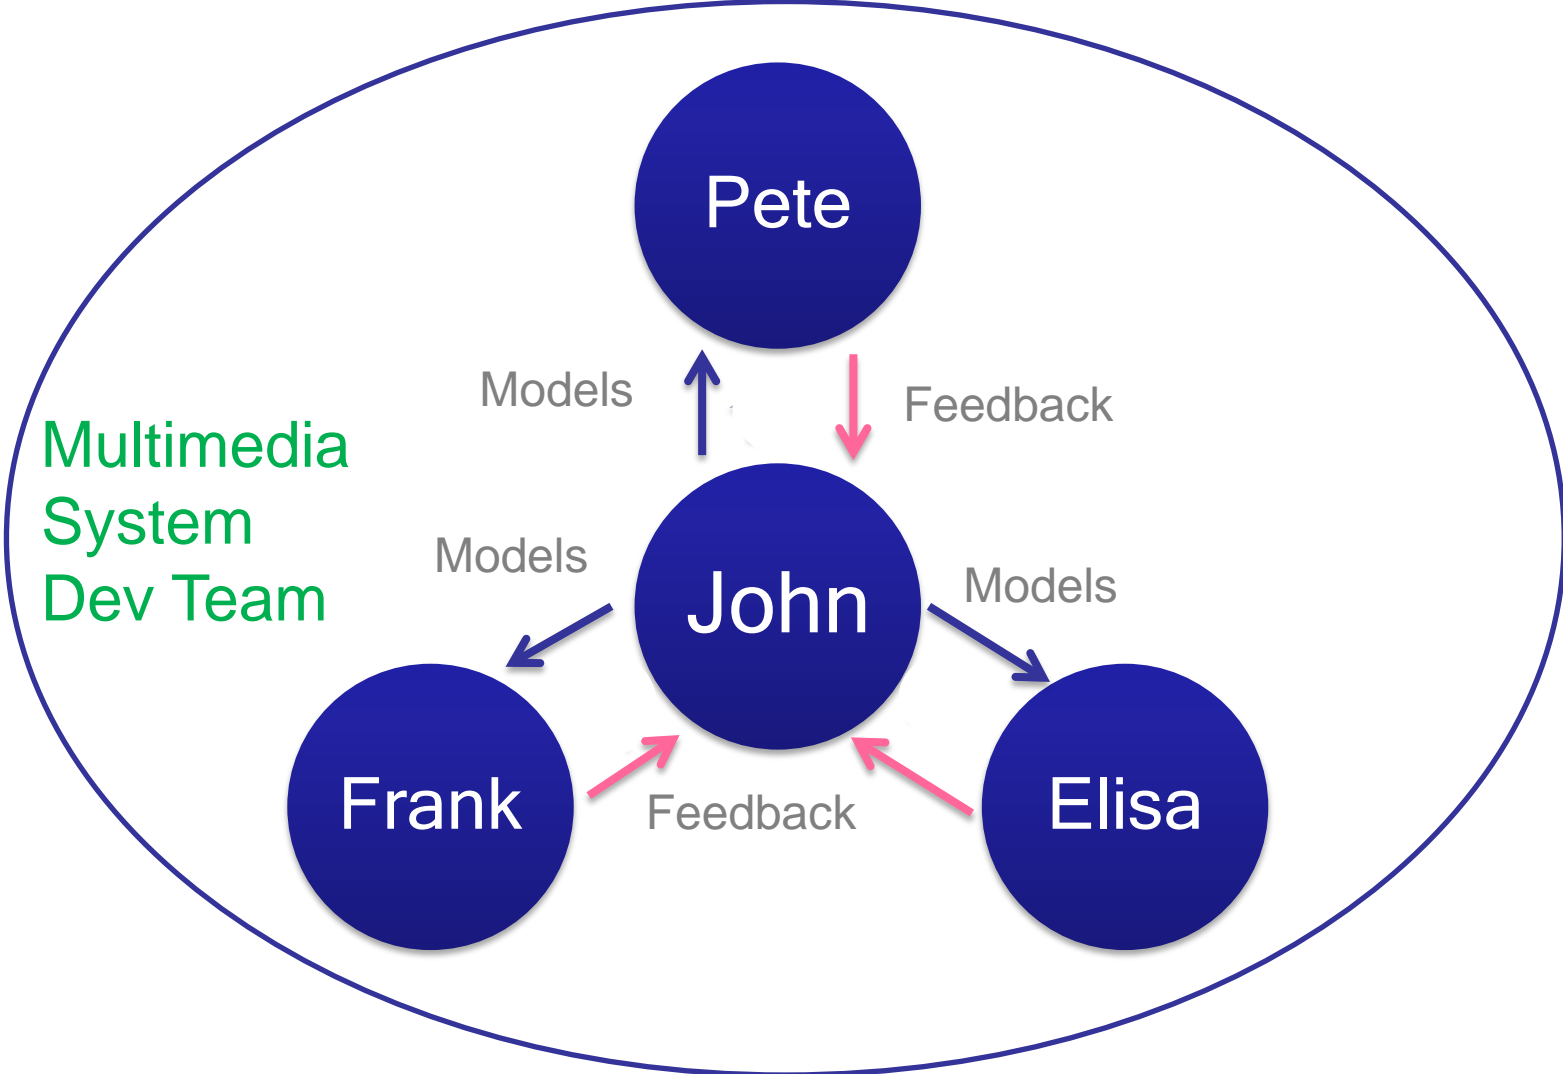 Pete
Models
Feedback
Multimedia
System
Dev Team
Models
John
Models
Frank
Feedback
Elisa